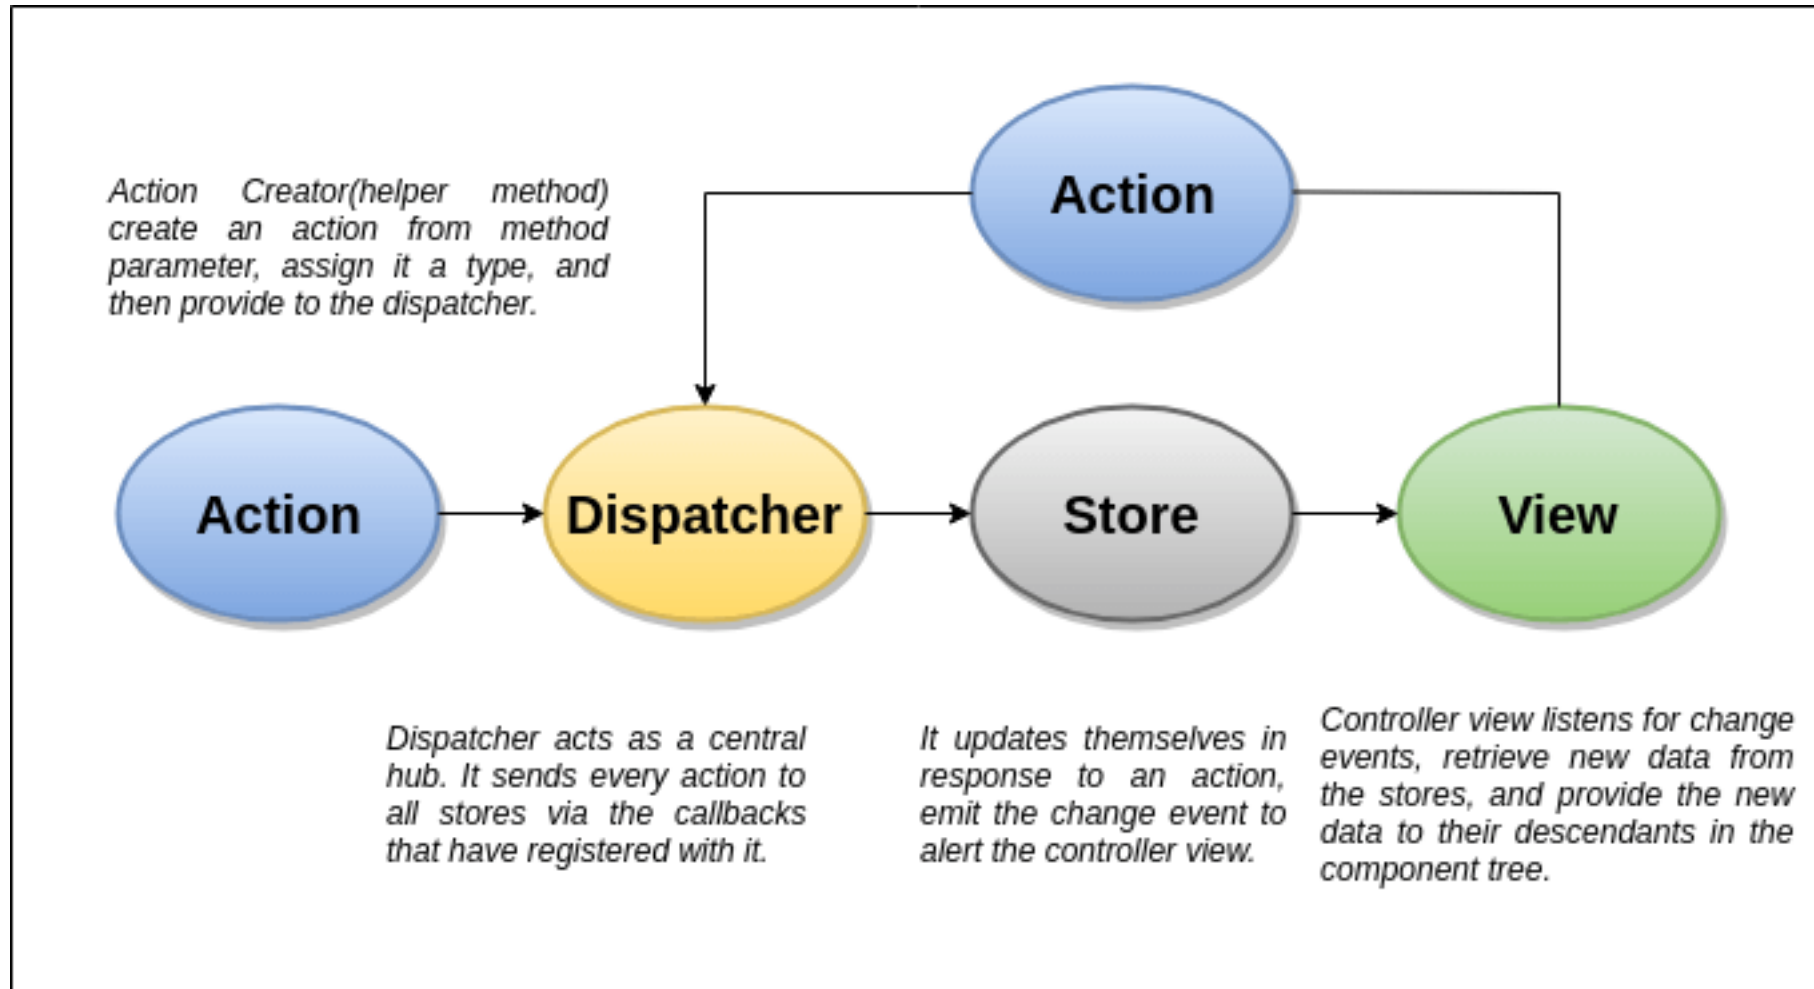 Action
Action Creator(helper method)
create an action from method
parameter, assign it a type, and
then provide to the dispatcher.
Action
Dispatcher
Store
View
Dispatcher acts as a central
hub. It sends every action to
all stores via the callbacks
that have registered with it.
It updates themselves in
response to an action,
emit the change event to
alert the controller view.
Controller view listens for change
events, retrieve new data from
the stores, and provide the new
data to their descendants in the
component tree.